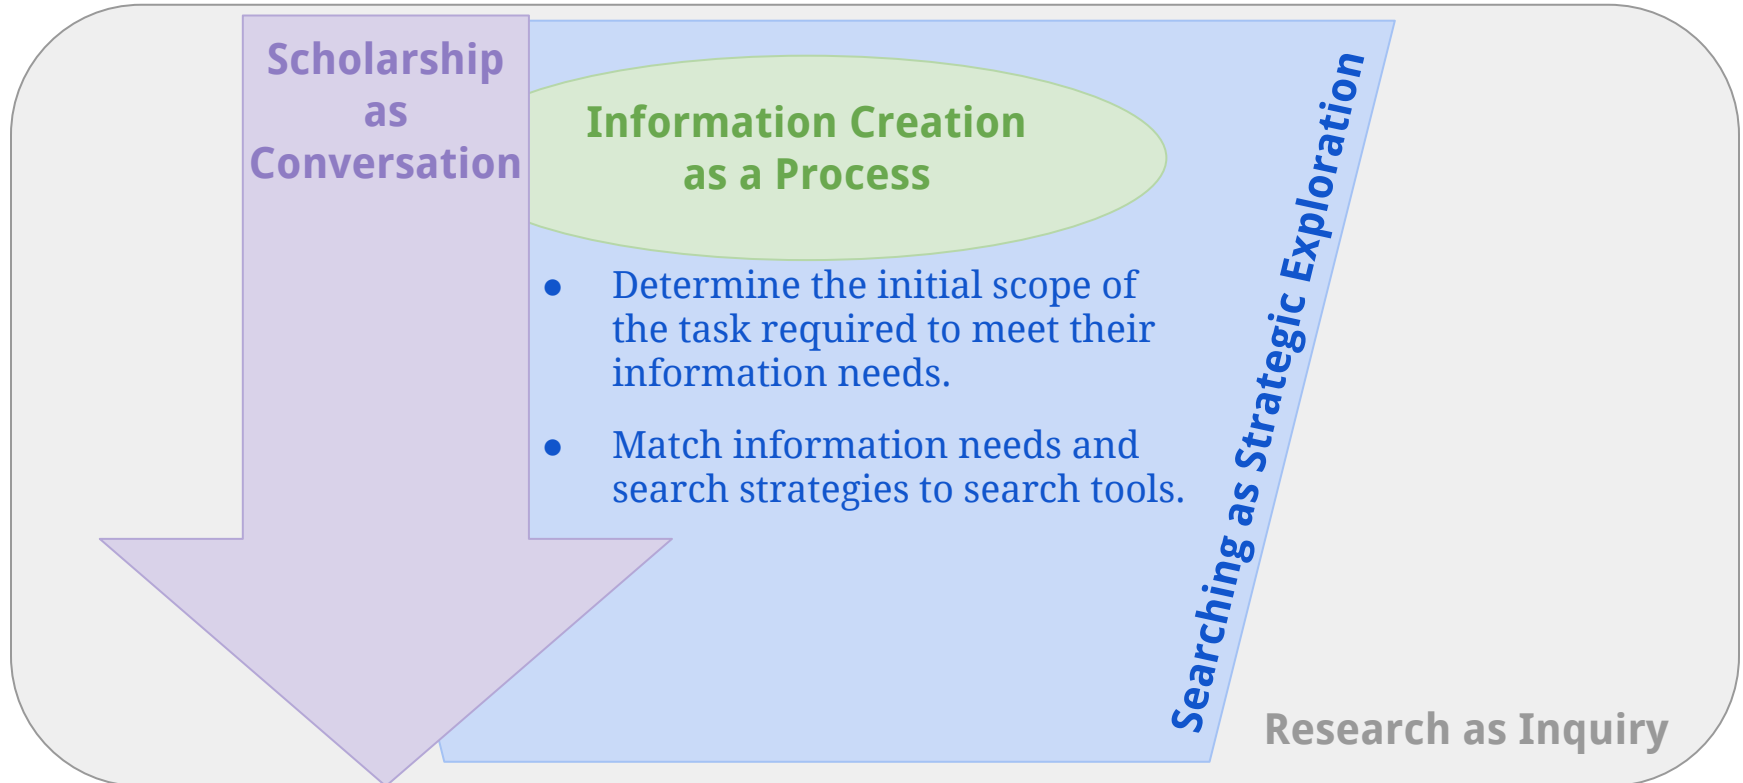 Scholarship
as
Conversation
Information Creation
as a Process
● Determine the initial scope of
the task required to meet their
information needs.
● Match information needs and
search strategies to search tools.
Searching as Strategic Exploration
Research as Inquiry